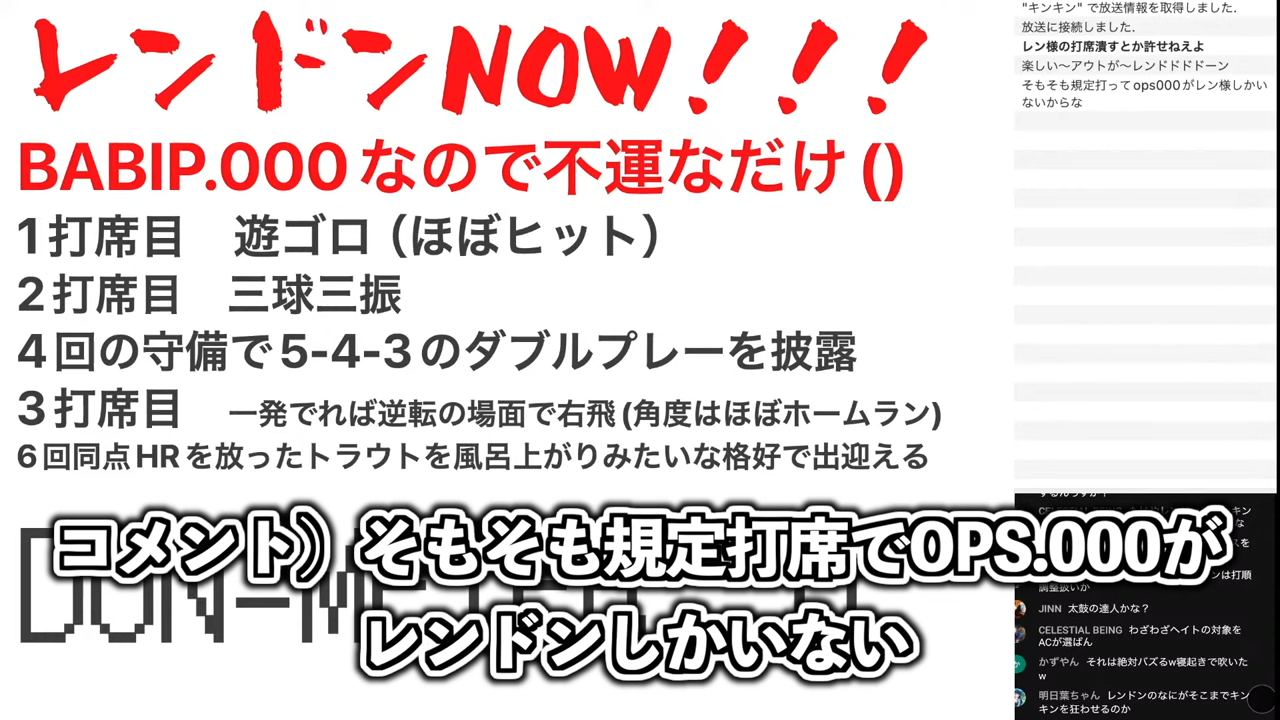 レンドンNOW！！！
BABIP.000なので不運なだけ()
1打席目　遊ゴロ（ほぼヒット）
2打席目　三球三振
4回の守備で5-4-3のダブルプレーを披露
3打席目　一発でれば逆転の場面で右飛(角度はほぼホームラン)
6回同点HRを放ったトラウトを風呂上がりみたいな格好で出迎える
コメント）そもそも規定打席でOPS.000が
レンドンしかいない
"キンキン" で放送情報を取得しました.
放送に接続しました.
レン様の打席潰すとか許せねえよ
楽しい〜アウトが〜レンドドドドーン
そもそも規定打ってops000がレン様しかい
ないからな
調整扱いか
JINN 太鼓の達人かな？
CELESTIAL BEING わざわざヘイトの対象を
ACが選ばん
かずやん それは絶対バズるw寝起きで吹いた
w
明日葉ちゃん レンドンのなにがそこまでキン
キンを狂わせるのか